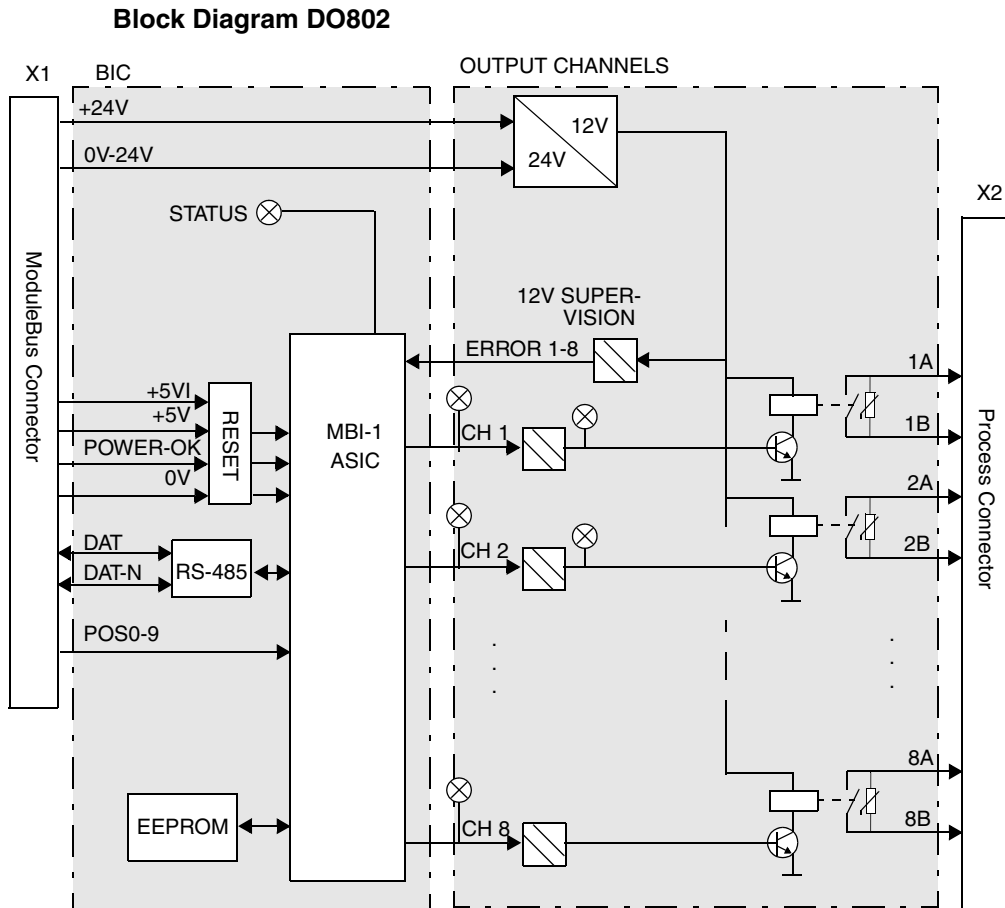 Block Diagram DO802
X1
BIC
OUTPUT CHANNELS
+24V
12V
0V-24V
24V
X2
STATUS
ModuleBus Connector
12V SUPER-
VISION
ERROR 1-8
1A
+5VI
+5V
RESET
MBI-1
ASIC
CH 1
1B
Process Connector
POWER-OK
0V
2A
DAT
DAT-N
RS-485
CH 2
2B
POS0-9
8A
EEPROM
CH 8
8B